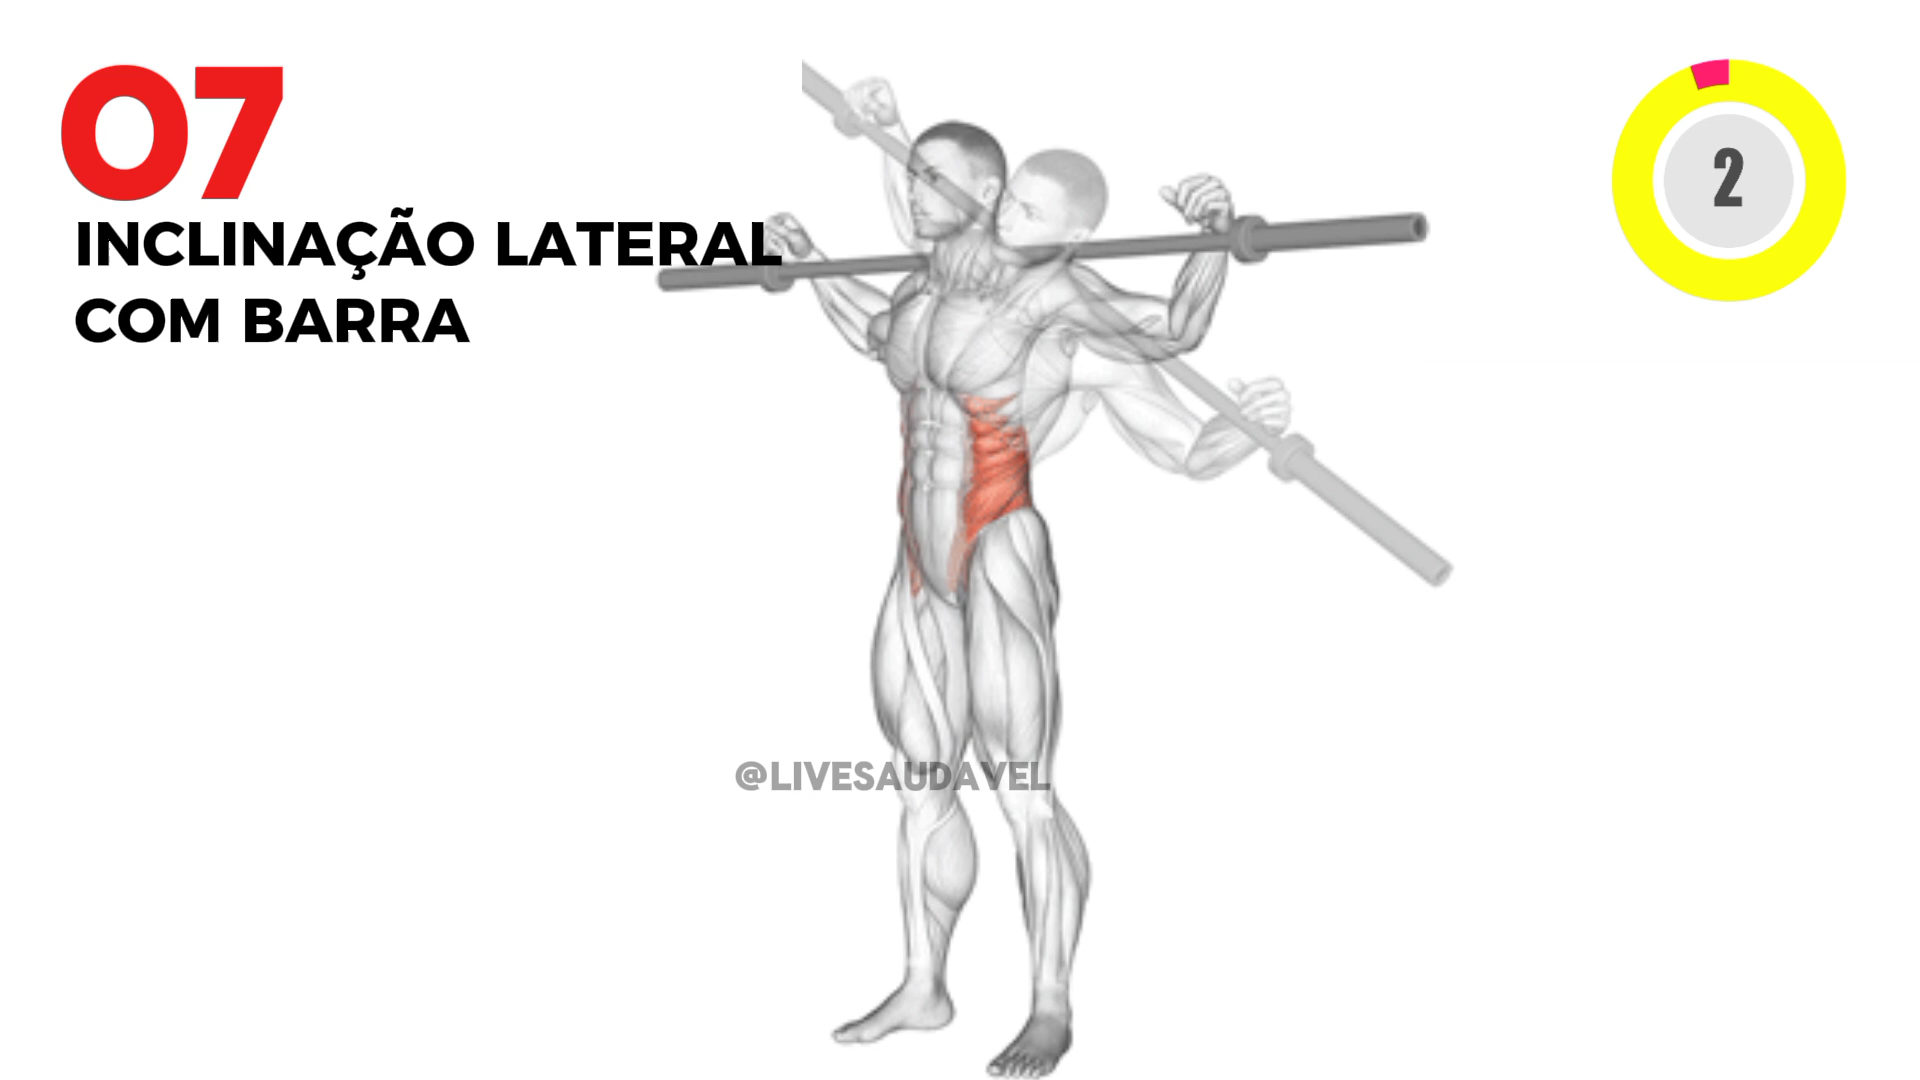 07
INCLINAÇÃO LATERAL
COM BARRA
2
@LIVESAUDAVEL